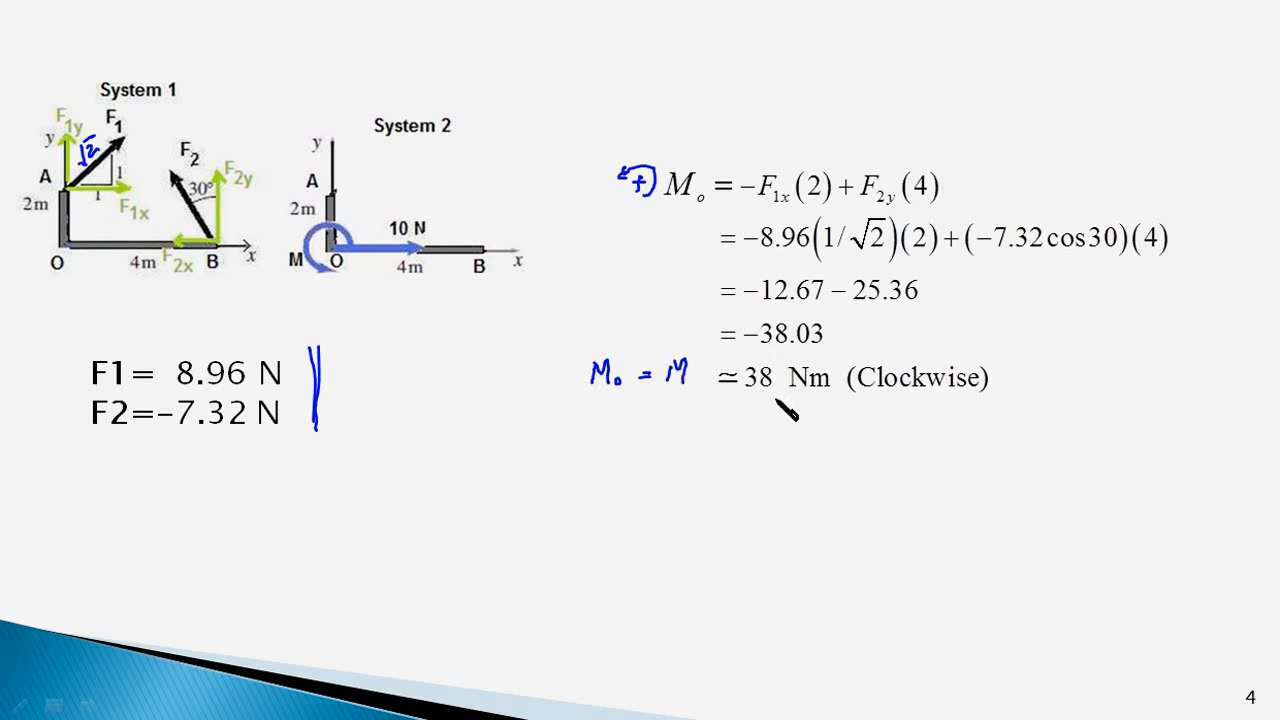 System 1
F1y
F1
y
√2
A
1
1
F1x
2m
F2
30°
F2y
O
4m
F2x
B
x
System 2
y
A
2m
10 N
M
O
4m
B
x
F1= 8.96 N
F2=-7.32 N
+ Mo = −F1x(2) + F2y(4)
= −8.96(1/√2)(2) + (−7.32cos30)(4)
= −12.67 − 25.36
= −38.03
Mo = M ≃ 38 Nm (Clockwise)
4